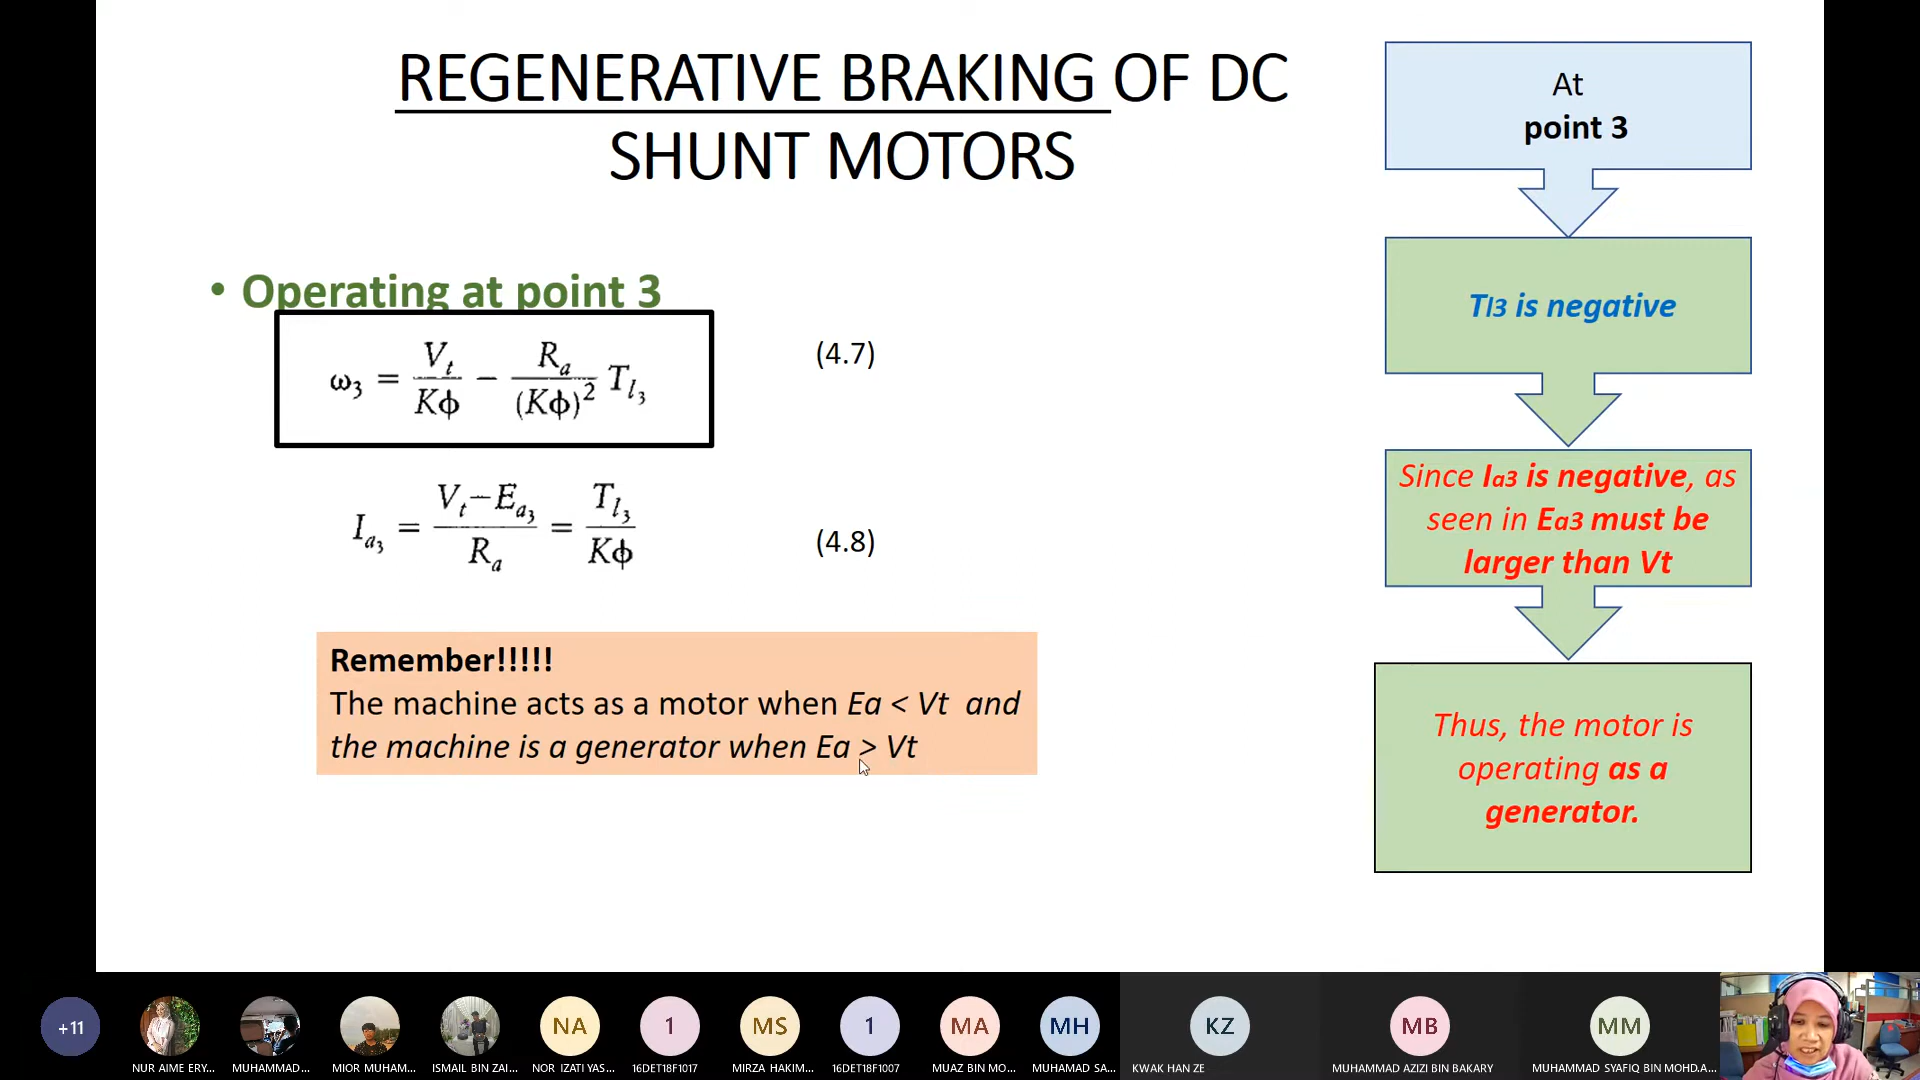 REGENERATIVE BRAKING OF DC
SHUNT MOTORS
• Operating at point 3
ω₃ = Vₜ/Kϕ − Rₐ/(Kϕ)² Tₗ₃
(4.7)
Iₐ₃ = (Vₜ−Eₐ₃)/Rₐ = Tₗ₃/Kϕ
(4.8)
Remember!!!!!
The machine acts as a motor when Ea < Vt and
the machine is a generator when Ea > Vt
At
point 3
Tl3 is negative
Since Ia3 is negative, as
seen in Ea3 must be
larger than Vt
Thus, the motor is
operating as a
generator.
+11
NUR AIME ERY...
MUHAMMAD...
MIOR MUHAM...
ISMAIL BIN ZAI...
NA
NOR IZATI YAS...
1
16DET18F1017
MS
MIRZA HAKIM...
1
16DET18F1007
MA
MUAZ BIN MO...
MH
MUHAMAD SA...
KZ
KWAK HAN ZE
MB
MUHAMMAD AZIZI BIN BAKARY
MM
MUHAMMAD SYAFIQ BIN MOHD.A...